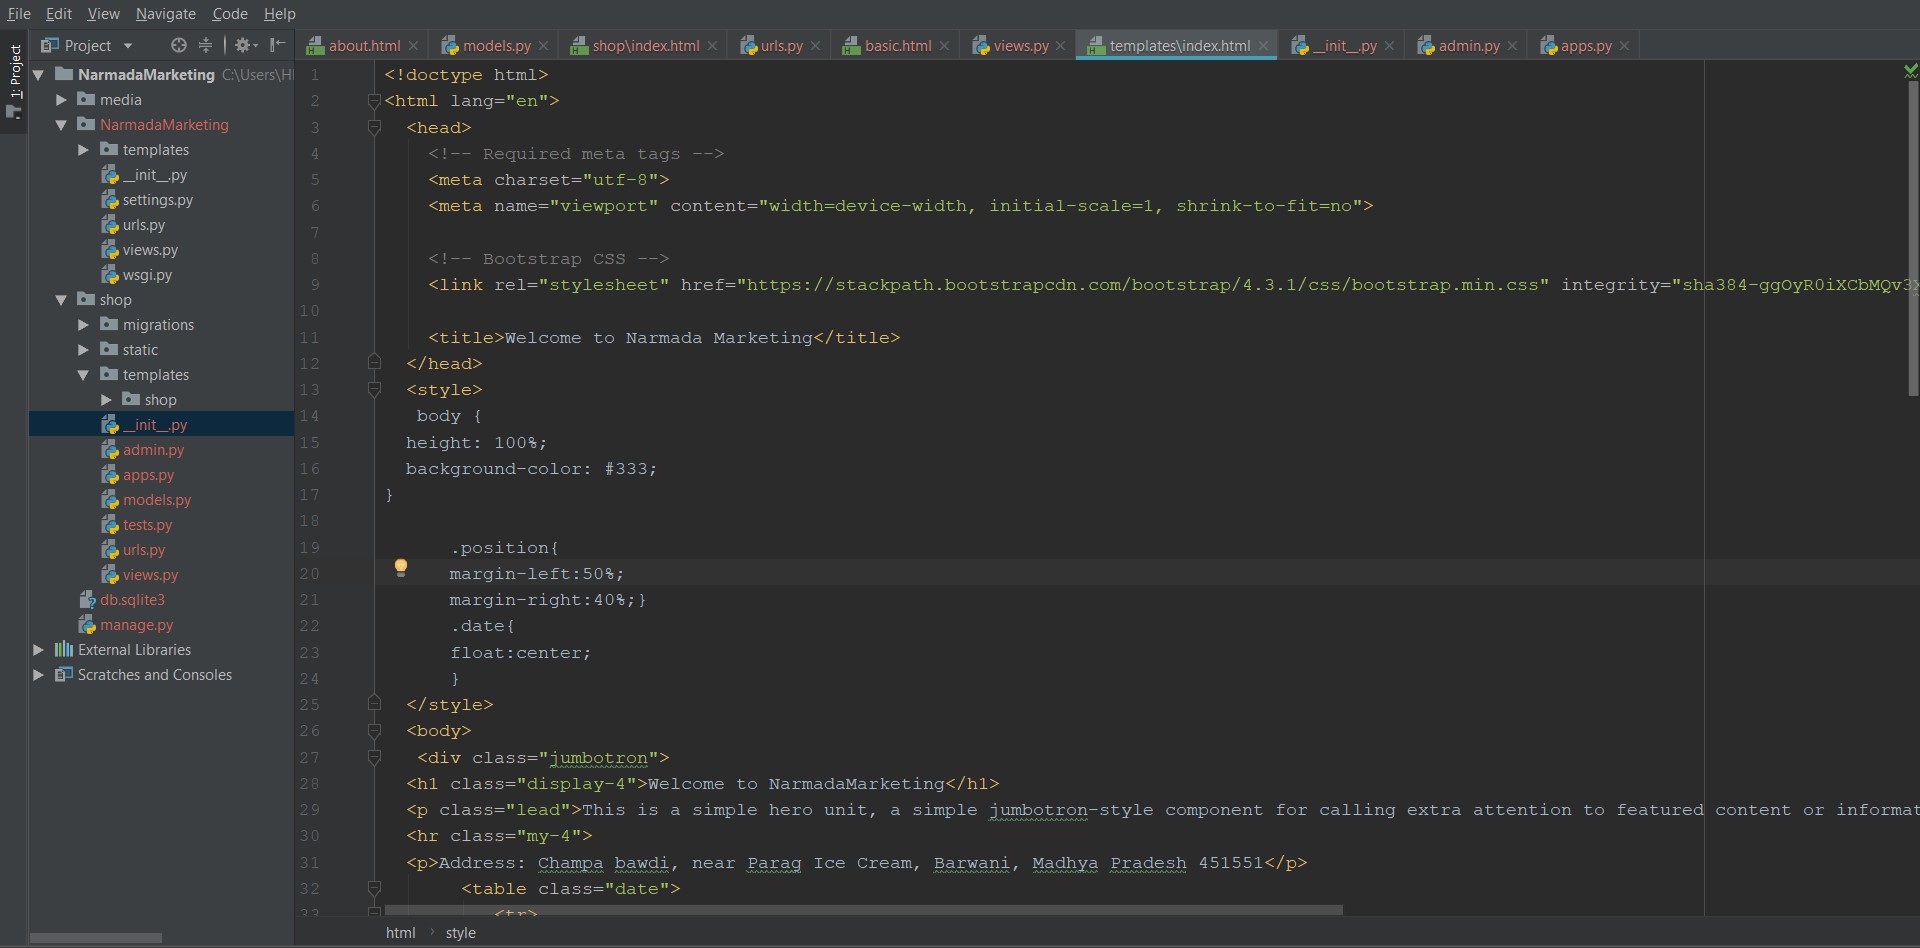 File Edit View Navigate Code Help
1: Project
Project
about.html models.py shop\index.html urls.py basic.html views.py templates\index.html __init__.py admin.py apps.py
NarmadaMarketing C:\Users\H
media
NarmadaMarketing
templates
__init__.py
settings.py
urls.py
views.py
wsgi.py
shop
migrations
static
templates
shop
__init__.py
admin.py
apps.py
models.py
tests.py
urls.py
views.py
db.sqlite3
manage.py
External Libraries
Scratches and Consoles
1 <!doctype html>
2 <html lang="en">
3 <head>
4 <!-- Required meta tags -->
5 <meta charset="utf-8">
6 <meta name="viewport" content="width=device-width, initial-scale=1, shrink-to-fit=no">
7
8 <!-- Bootstrap CSS -->
9 <link rel="stylesheet" href="https://stackpath.bootstrapcdn.com/bootstrap/4.3.1/css/bootstrap.min.css" integrity="sha384-ggOyR0iXCbMQv3X
10
11 <title>Welcome to Narmada Marketing</title>
12 </head>
13 <style>
14 body {
15 height: 100%;
16 background-color: #333;
17 }
18
19 .position{
20 margin-left:50%;
21 margin-right:40%;}
22 .date{
23 float:center;
24 }
25 </style>
26 <body>
27 <div class="jumbotron">
28 <h1 class="display-4">Welcome to NarmadaMarketing</h1>
29 <p class="lead">This is a simple hero unit, a simple jumbotron-style component for calling extra attention to featured content or informat
30 <hr class="my-4">
31 <p>Address: Champa bawdi, near Parag Ice Cream, Barwani, Madhya Pradesh 451551</p>
32 <table class="date">
33 <tr>
html › style